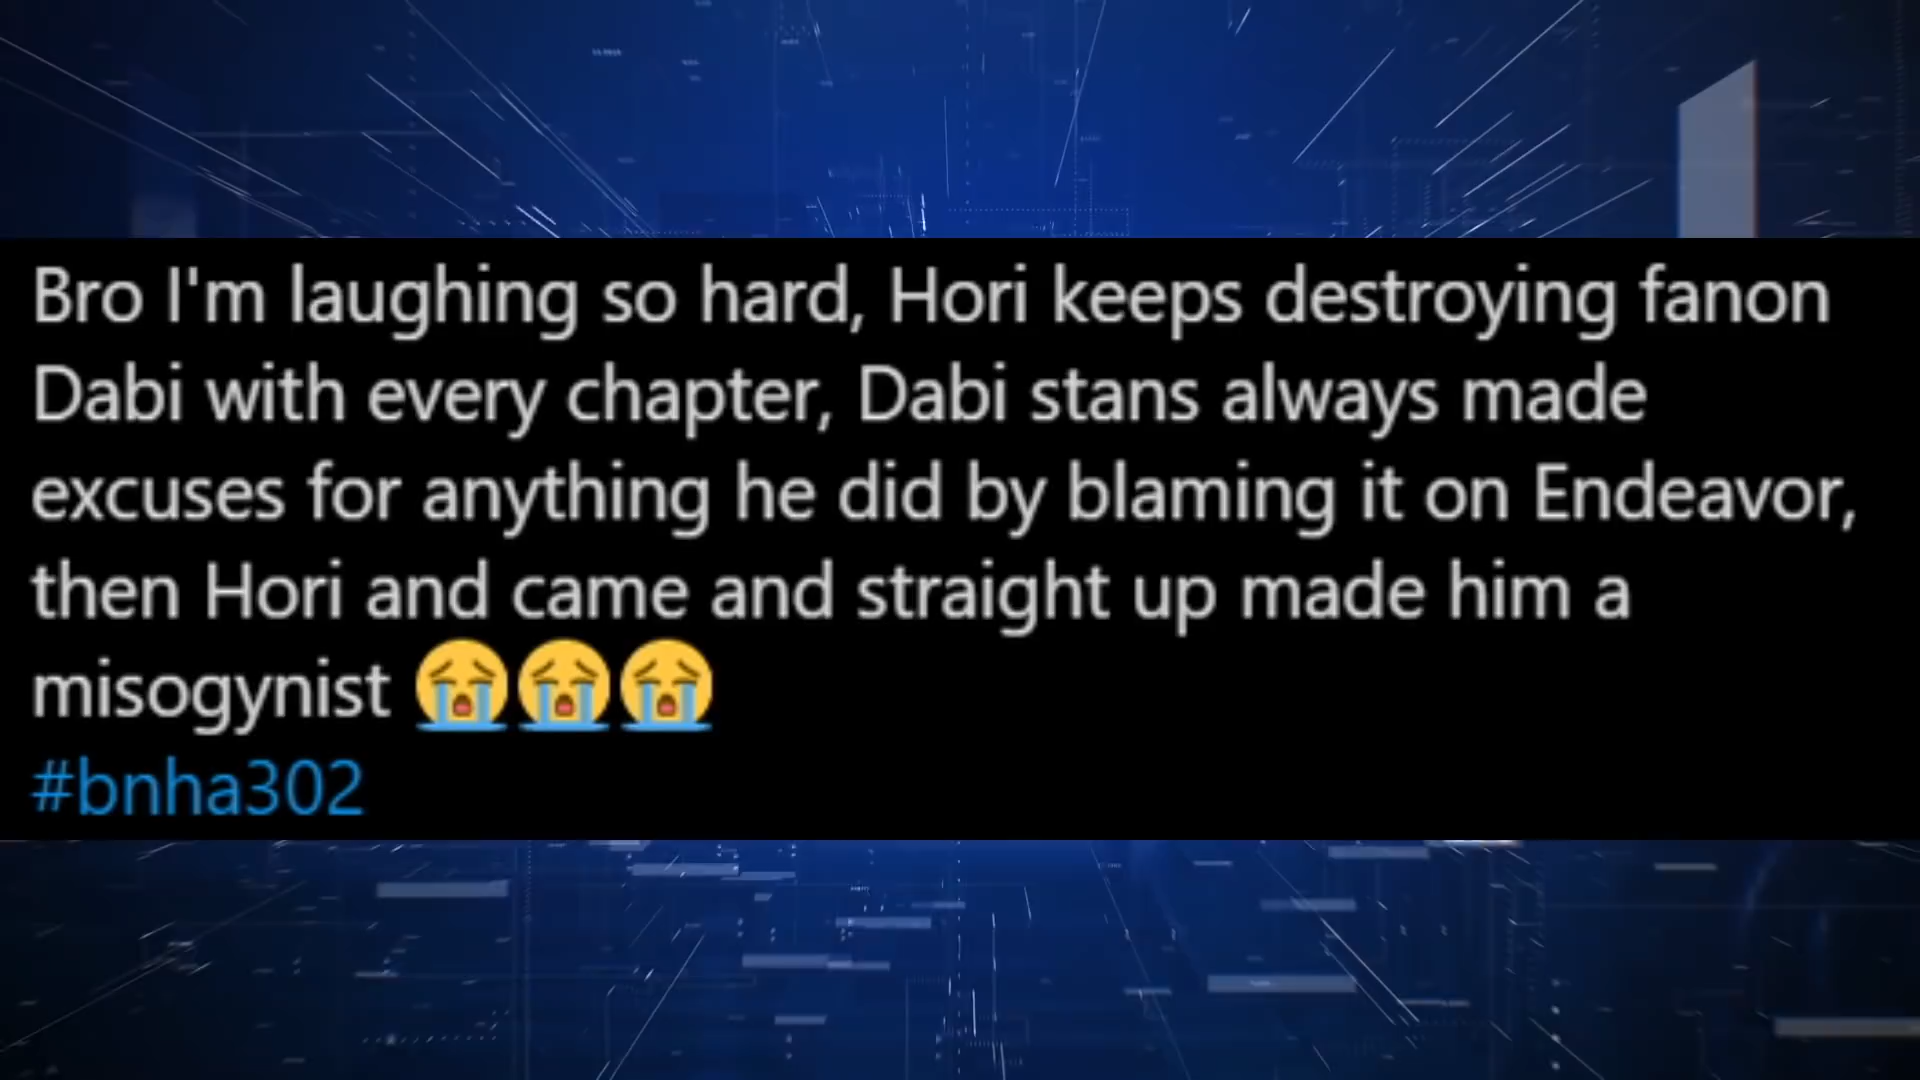 Bro I'm laughing so hard, Hori keeps destroying fanon
Dabi with every chapter, Dabi stans always made
excuses for anything he did by blaming it on Endeavor,
then Hori and came and straight up made him a
misogynist 😭😭😭
#bnha302